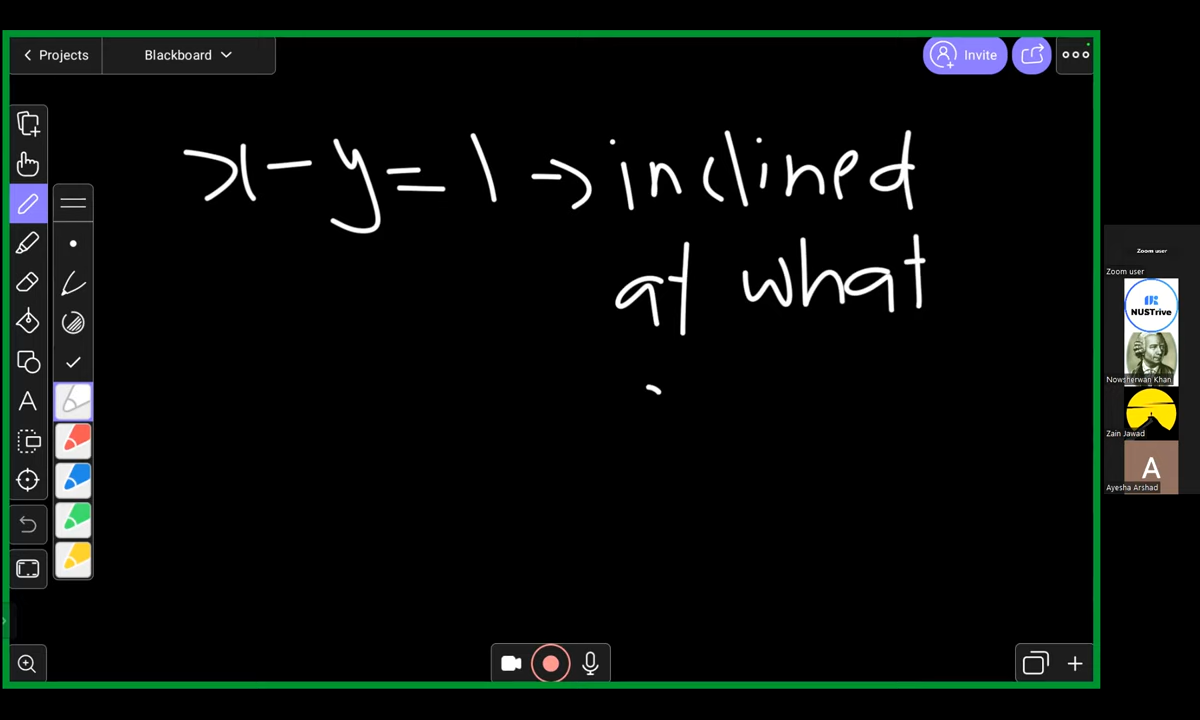 Projects
Blackboard
Invite
x - y = 1 → inclined
at what
A
Zoom user
Zoom user
NUSTrive
Nowsherwan Khan
Zain Jawad
A
Ayesha Arshad